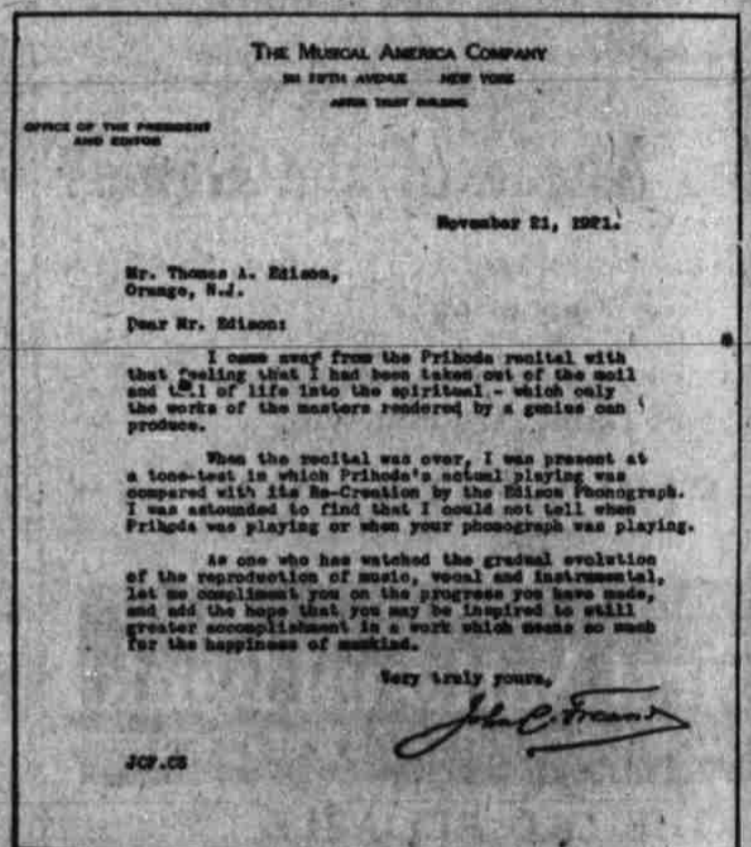 THE MUSICAL AMERICA COMPANY
501 FIFTH AVENUE NEW YORK
ASTOR TRUST BUILDING
OFFICE OF THE PRESIDENT
AND EDITOR
November 21, 1921.
Mr. Thomas A. Edison,
Orange, N.J.
Dear Mr. Edison:
I came away from the Prihoda recital with
that feeling that I had been taken out of the moil
and of life into the spiritual - which only
the works of the masters rendered by a genius can
produce.
When the recital was over, I was present at
a tone-test in which Prihoda's actual playing was
compared with its Re-Creation by the Edison Phonograph.
I was astounded to find that I could not tell when
Prihoda was playing or when your phonograph was playing.
As one who has watched the gradual evolution
of the reproduction of music, vocal and instrumental,
let me compliment you on the progress you have made,
and add the hope that you may be inspired to still
greater accomplishment in a work which means so much
for the happiness of mankind.
Very truly yours,
John C. Freund
JCF.CS